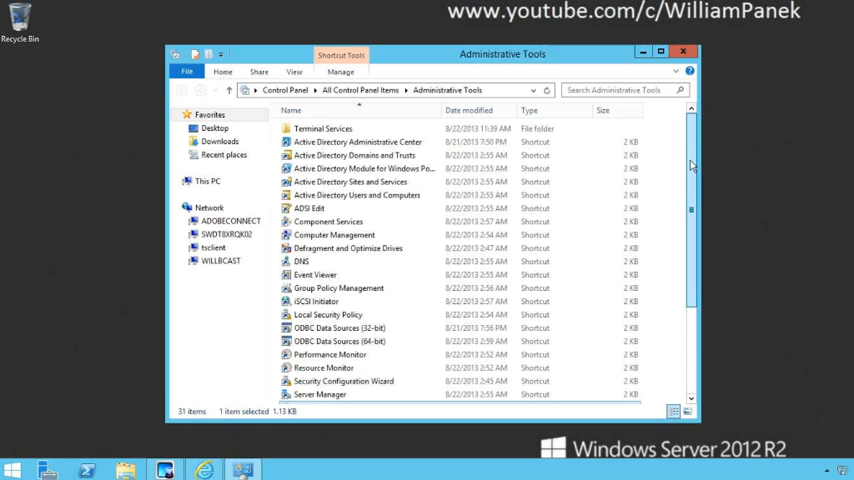 www.youtube.com/c/WilliamPanek
Recycle Bin
Shortcut Tools
Administrative Tools
File Home Share View Manage
Control Panel All Control Panel Items Administrative Tools
Search Administrative Tools
Name Date modified Type Size
Favorites
Desktop
Downloads
Recent places
This PC
Network
ADOBECONNECT
SWDT8XRQK02
tsclient
WILLBCAST
Terminal Services 8/22/2013 11:39 AM File folder
Active Directory Administrative Center 8/21/2013 7:50 PM Shortcut 2 KB
Active Directory Domains and Trusts 8/22/2013 2:55 AM Shortcut 2 KB
Active Directory Module for Windows Po... 8/22/2013 2:55 AM Shortcut 2 KB
Active Directory Sites and Services 8/22/2013 2:55 AM Shortcut 2 KB
Active Directory Users and Computers 8/22/2013 2:55 AM Shortcut 2 KB
ADSI Edit 8/22/2013 2:55 AM Shortcut 2 KB
Component Services 8/22/2013 2:57 AM Shortcut 2 KB
Computer Management 8/22/2013 2:54 AM Shortcut 2 KB
Defragment and Optimize Drives 8/22/2013 2:47 AM Shortcut 2 KB
DNS 8/22/2013 2:55 AM Shortcut 2 KB
Event Viewer 8/22/2013 2:55 AM Shortcut 2 KB
Group Policy Management 8/22/2013 2:56 AM Shortcut 2 KB
iSCSI Initiator 8/22/2013 2:57 AM Shortcut 2 KB
Local Security Policy 8/22/2013 2:54 AM Shortcut 2 KB
ODBC Data Sources (32-bit) 8/21/2013 7:56 PM Shortcut 2 KB
ODBC Data Sources (64-bit) 8/22/2013 2:59 AM Shortcut 2 KB
Performance Monitor 8/22/2013 2:52 AM Shortcut 2 KB
Resource Monitor 8/22/2013 2:52 AM Shortcut 2 KB
Security Configuration Wizard 8/22/2013 2:45 AM Shortcut 2 KB
Server Manager 8/22/2013 2:55 AM Shortcut 2 KB
31 items 1 item selected 1.13 KB
Windows Server 2012 R2